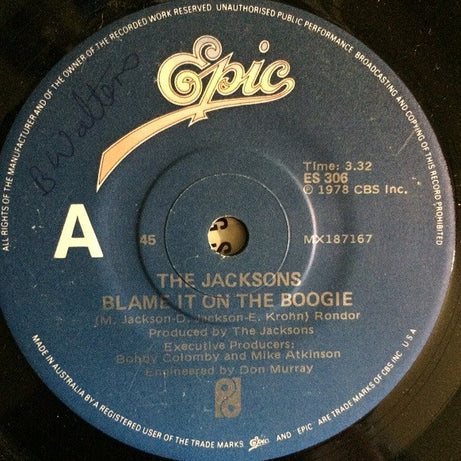 ALL RIGHTS OF THE MANUFACTURER AND OF THE OWNER OF THE RECORDED WORK RESERVED UNAUTHORISED PUBLIC PERFORMANCE, BROADCASTING AND COPYING OF THIS RECORD PROHIBITED
Epic
B Walters
Time: 3.32
ES 306
℗ 1978 CBS Inc.
A
45
MX187167
THE JACKSONS
BLAME IT ON THE BOOGIE
(M. Jackson-D. Jackson-E. Krohn) Rondor
Produced by The Jacksons
Executive Producers:
Bobby Colomby and Mike Atkinson
Engineered by Don Murray
MADE IN AUSTRALIA BY A REGISTERED USER OF THE TRADE MARKS Epic AND 'EPIC' ARE TRADE MARKS OF CBS INC. U S A